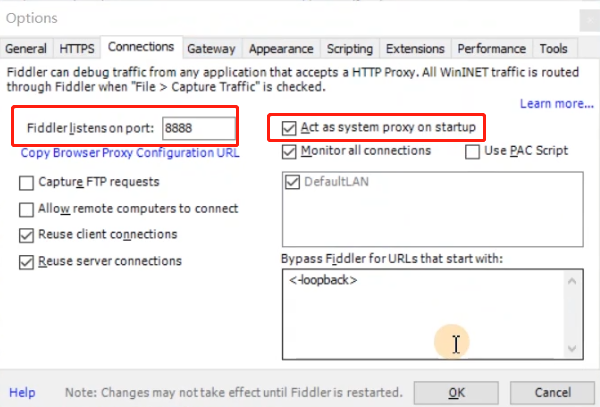 Options
General HTTPS Connections Gateway Appearance Scripting Extensions Performance Tools
Fiddler can debug traffic from any application that accepts a HTTP Proxy. All WinINET traffic is routed
through Fiddler when "File > Capture Traffic" is checked.
Learn more...
Fiddler listens on port: 8888
Act as system proxy on startup
Copy Browser Proxy Configuration URL
Monitor all connections
Use PAC Script
Capture FTP requests
DefaultLAN
Allow remote computers to connect
Reuse client connections
Reuse server connections
Bypass Fiddler for URLs that start with:
<-loopback>
Help
Note: Changes may not take effect until Fiddler is restarted.
OK
Cancel